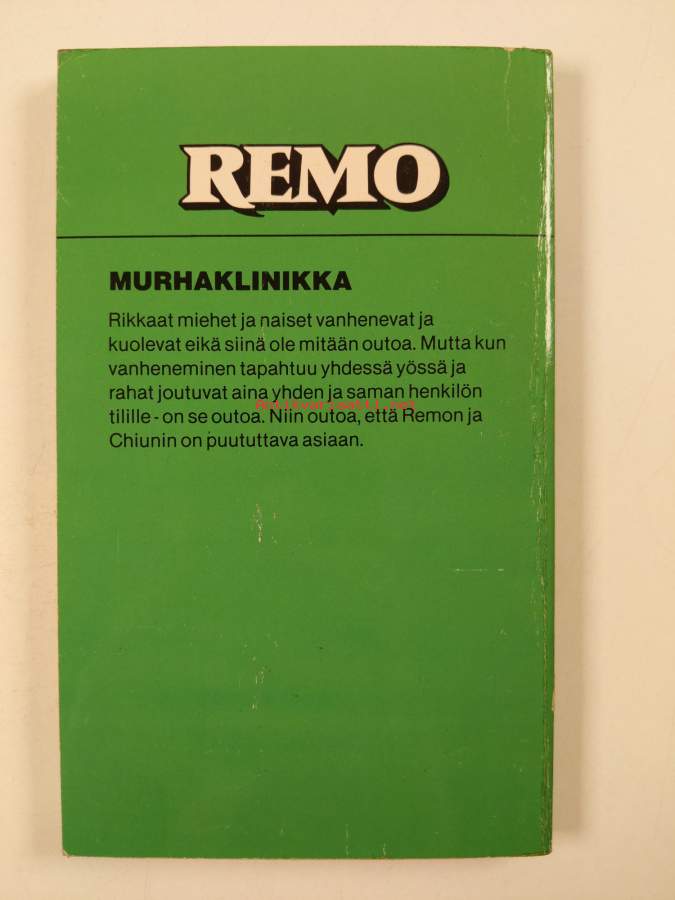 REMO
MURHAKLINIKKA
Rikkaat miehet ja naiset vanhenevat ja
kuolevat eikä siinä ole mitään outoa. Mutta kun
vanheneminen tapahtuu yhdessä yössä ja
rahat joutuvat aina yhden ja saman henkilön
Antikvariaatti.net
tilille - on se outoa. Niin outoa, että Remon ja
Chiunin on puututtava asiaan.